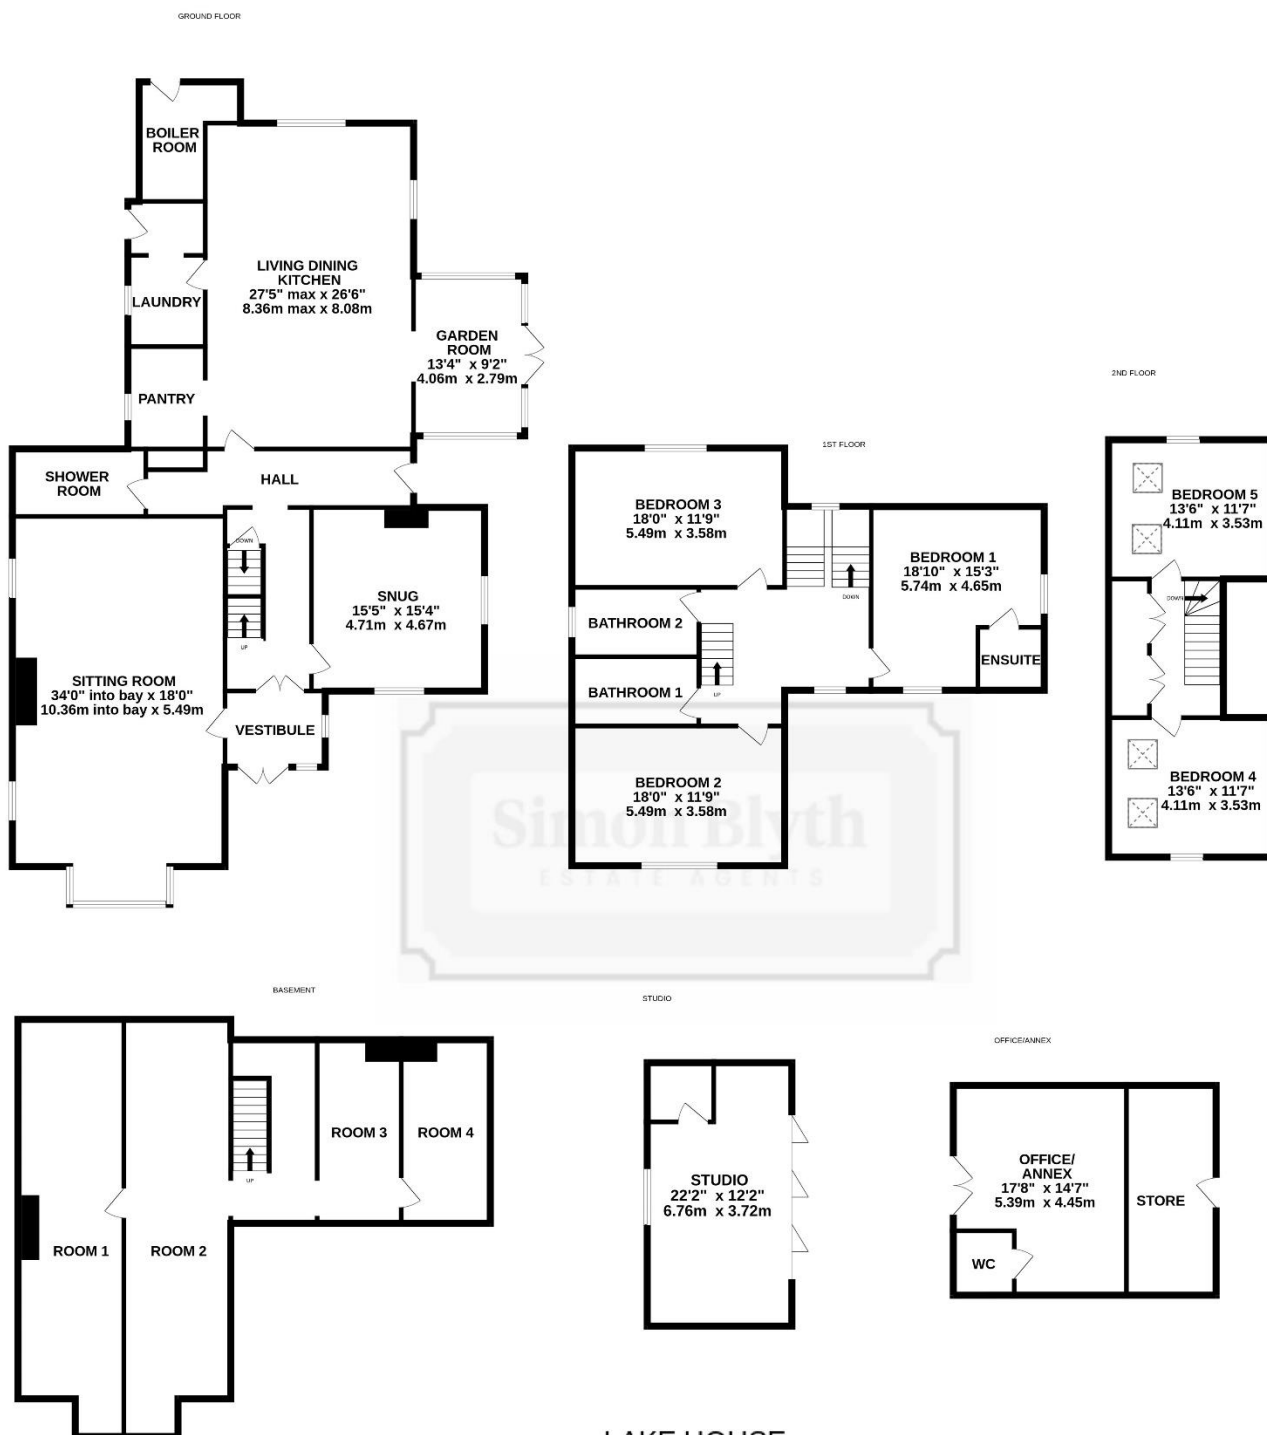 GROUND FLOOR
BOILER
ROOM
LIVING DINING
KITCHEN
27'5" max x 26'6"
8.36m max x 8.08m
LAUNDRY
GARDEN
ROOM
13'4" x 9'2"
4.06m x 2.79m
PANTRY
SHOWER
ROOM
HALL
DOWN
UP
SNUG
15'5" x 15'4"
4.71m x 4.67m
SITTING ROOM
34'0" into bay x 18'0"
10.36m into bay x 5.49m
VESTIBULE
1ST FLOOR
BEDROOM 3
18'0" x 11'9"
5.49m x 3.58m
BEDROOM 1
18'10" x 15'3"
5.74m x 4.65m
DOWN
BATHROOM 2
ENSUITE
BATHROOM 1
UP
BEDROOM 2
18'0" x 11'9"
5.49m x 3.58m
2ND FLOOR
BEDROOM 5
13'6" x 11'7"
4.11m x 3.53m
DOWN
BEDROOM 4
13'6" x 11'7"
4.11m x 3.53m
Simon Blyth
ESTATE AGENTS
BASEMENT
ROOM 3
ROOM 4
UP
ROOM 1
ROOM 2
STUDIO
STUDIO
22'2" x 12'2"
6.76m x 3.72m
OFFICE/ANNEX
OFFICE/
ANNEX
17'8" x 14'7"
5.39m x 4.45m
STORE
WC
LAKE HOUSE